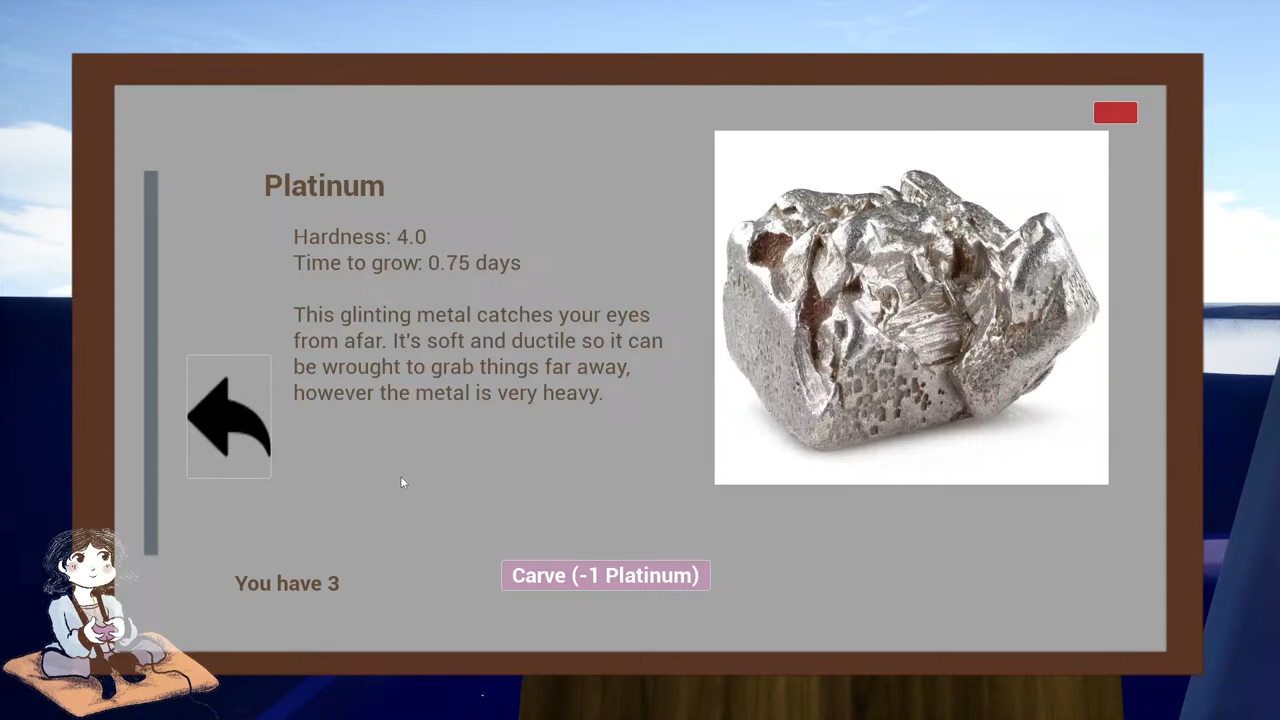 Platinum
Hardness: 4.0
Time to grow: 0.75 days
This glinting metal catches your eyes
from afar. It's soft and ductile so it can
be wrought to grab things far away,
however the metal is very heavy.
You have 3
Carve (-1 Platinum)